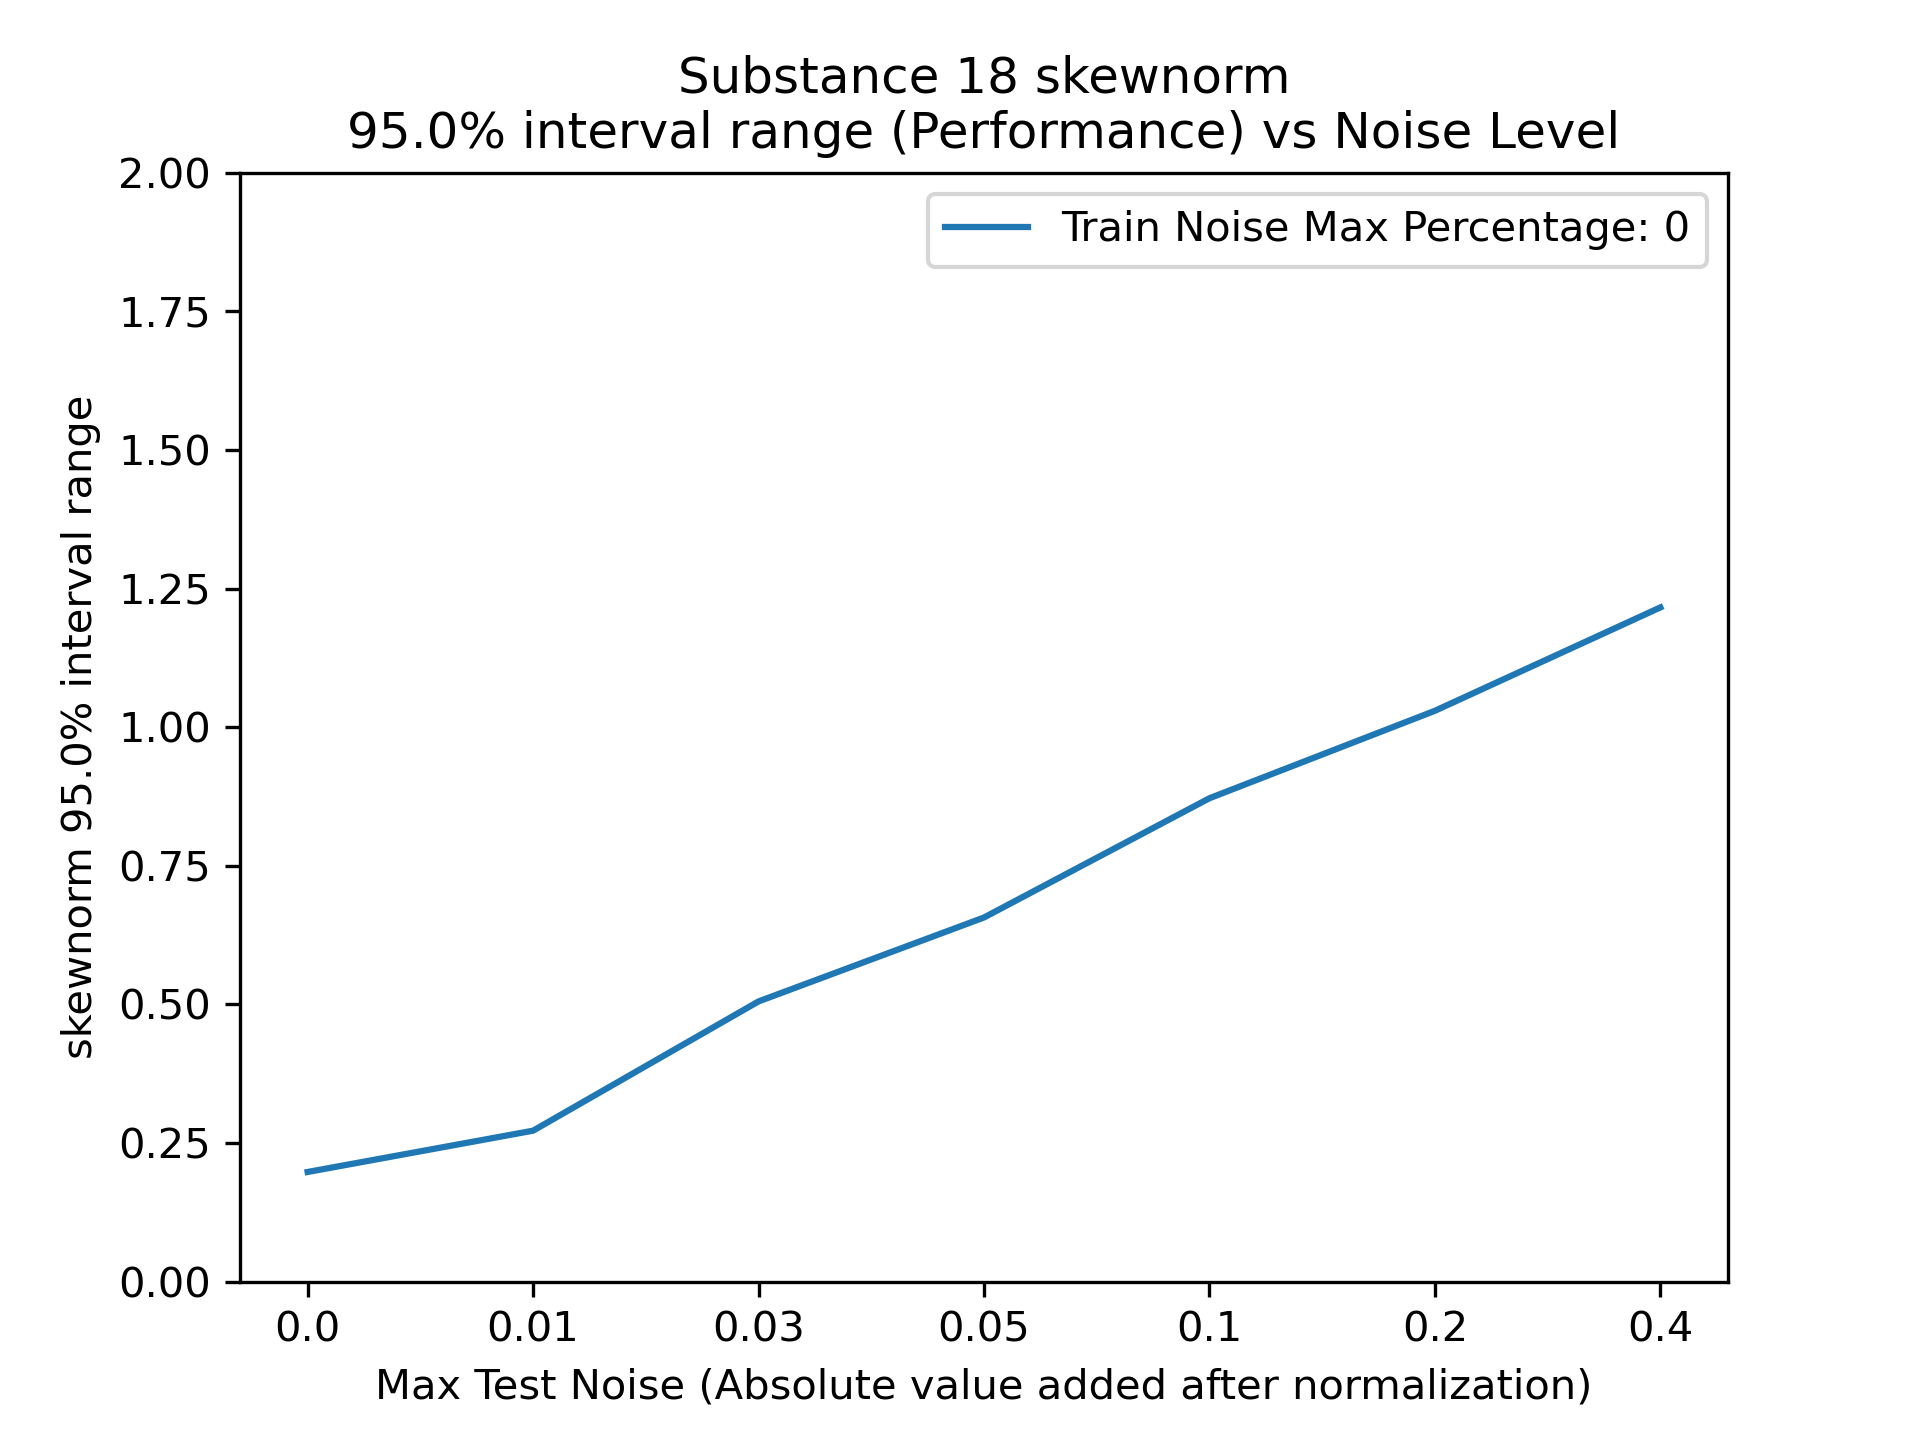 Substance 18 skewnorm
95.0% interval range (Performance) vs Noise Level
Train Noise Max Percentage: 0
skewnorm 95.0% interval range
2.00
1.75
1.50
1.25
1.00
0.75
0.50
0.25
0.00
0.0 0.01 0.03 0.05 0.1 0.2 0.4
Max Test Noise (Absolute value added after normalization)